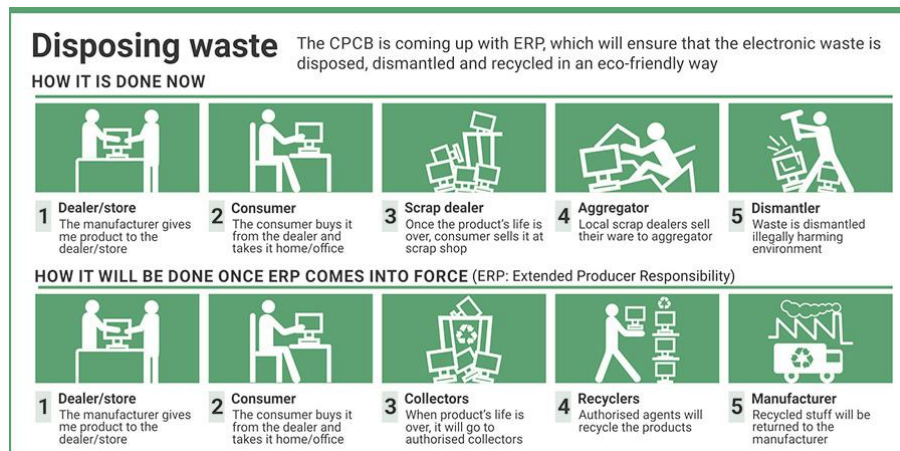 Disposing waste
The CPCB is coming up with ERP, which will ensure that the electronic waste is
disposed, dismantled and recycled in an eco-friendly way
HOW IT IS DONE NOW
1 Dealer/store
The manufacturer gives
me product to the
dealer/store
2 Consumer
The consumer buys it
from the dealer and
takes it home/office
3 Scrap dealer
Once the product's life is
over, consumer sells it at
scrap shop
4 Aggregator
Local scrap dealers sell
their ware to aggregator
5 Dismantler
Waste is dismantled
illegally harming
environment
HOW IT WILL BE DONE ONCE ERP COMES INTO FORCE (ERP: Extended Producer Responsibility)
1 Dealer/store
The manufacturer gives
me product to the
dealer/store
2 Consumer
The consumer buys it
from the dealer and
takes it home/office
3 Collectors
When product's life is
over, it will go to
authorised collectors
4 Recyclers
Authorised agents will
recycle the products
5 Manufacturer
Recycled stuff will be
returned to the
manufacturer